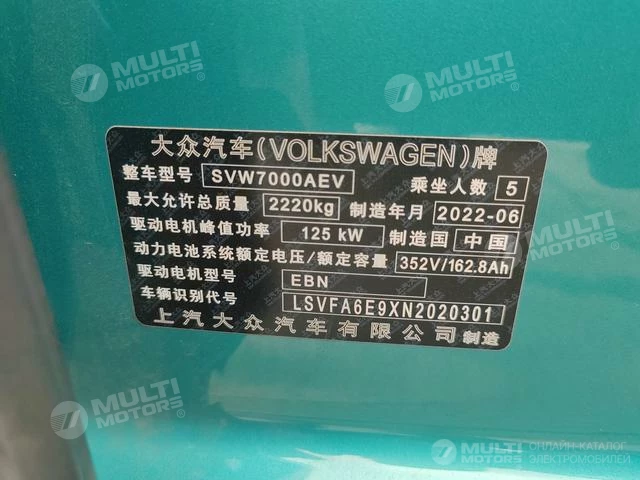 MULTI MOTORS®
MULTI MOTORS®
大众汽车(VOLKSWAGEN)牌
整车型号 SVW7000AEV 乘坐人数 5
最大允许总质量 2220kg 制造年月 2022-06
驱动电机峰值功率 125 kW 制造国 中国
动力电池系统额定电压/额定容量 352V/162.8Ah
驱动电机型号 EBN
车辆识别代号 LSVFA6E9XN2020301
上汽大众汽车有限公司 制造
MULTI MOTORS®
MULTI MOTORS
ОНЛАЙН-КАТАЛОГ
ЭЛЕКТРОМОБИЛЕЙ